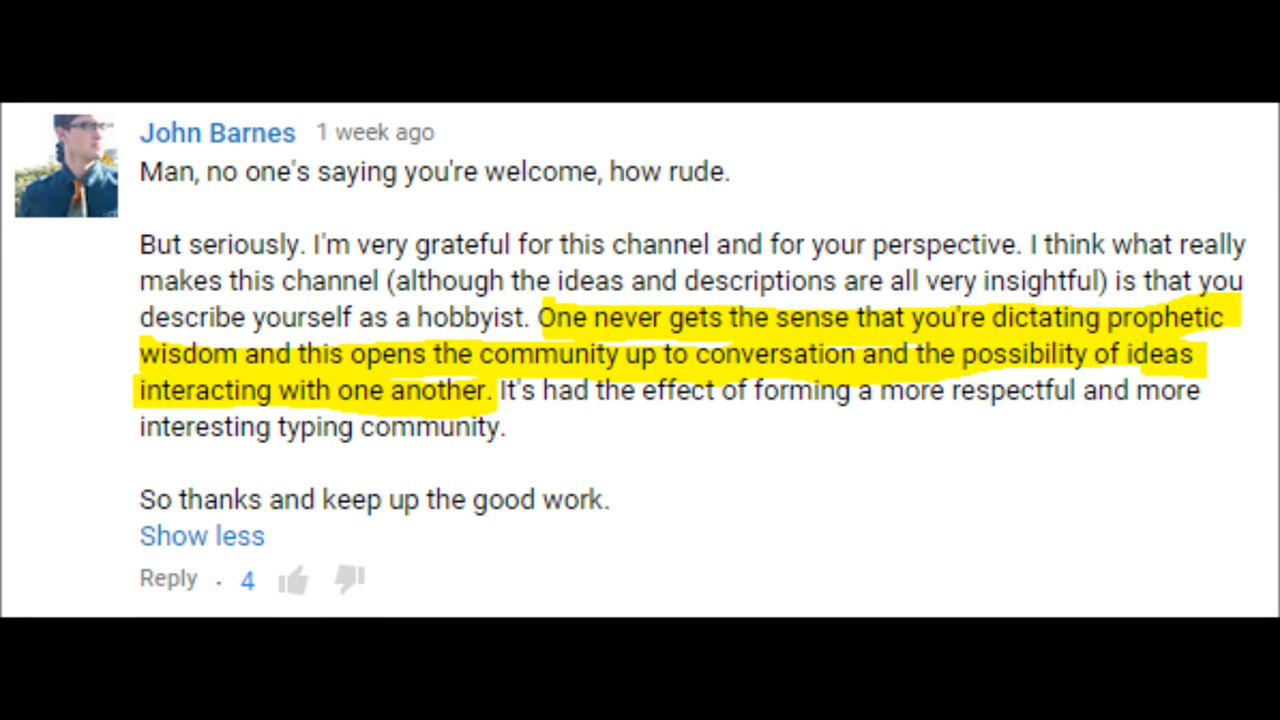 John Barnes 1 week ago
Man, no one's saying you're welcome, how rude.
But seriously. I'm very grateful for this channel and for your perspective. I think what really
makes this channel (although the ideas and descriptions are all very insightful) is that you
describe yourself as a hobbyist. One never gets the sense that you're dictating prophetic
wisdom and this opens the community up to conversation and the possibility of ideas
interacting with one another. It's had the effect of forming a more respectful and more
interesting typing community.
So thanks and keep up the good work.
Show less
Reply · 4